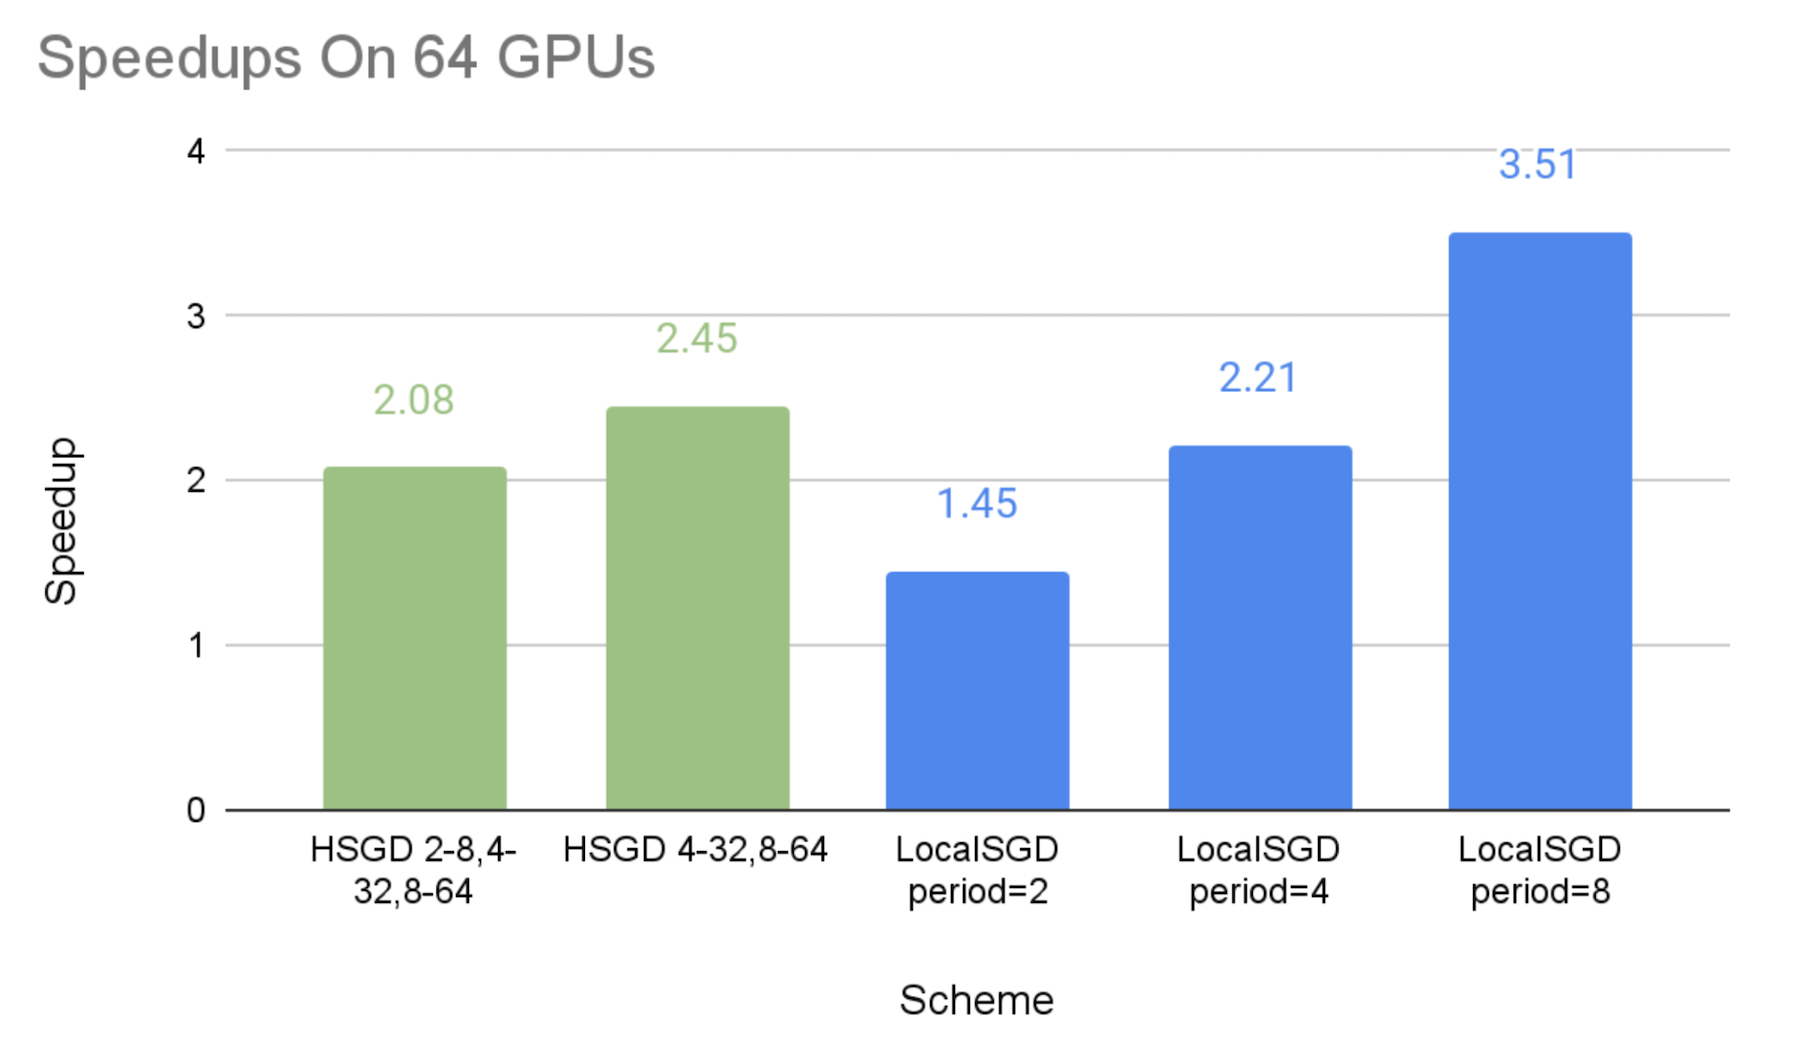 Speedups On 64 GPUs
4
3.51
3
2.45
2.21
2.08
2
1.45
1
0
Speedup
HSGD 2-8,4-
32,8-64
HSGD 4-32,8-64
LocalSGD
period=2
LocalSGD
period=4
LocalSGD
period=8
Scheme